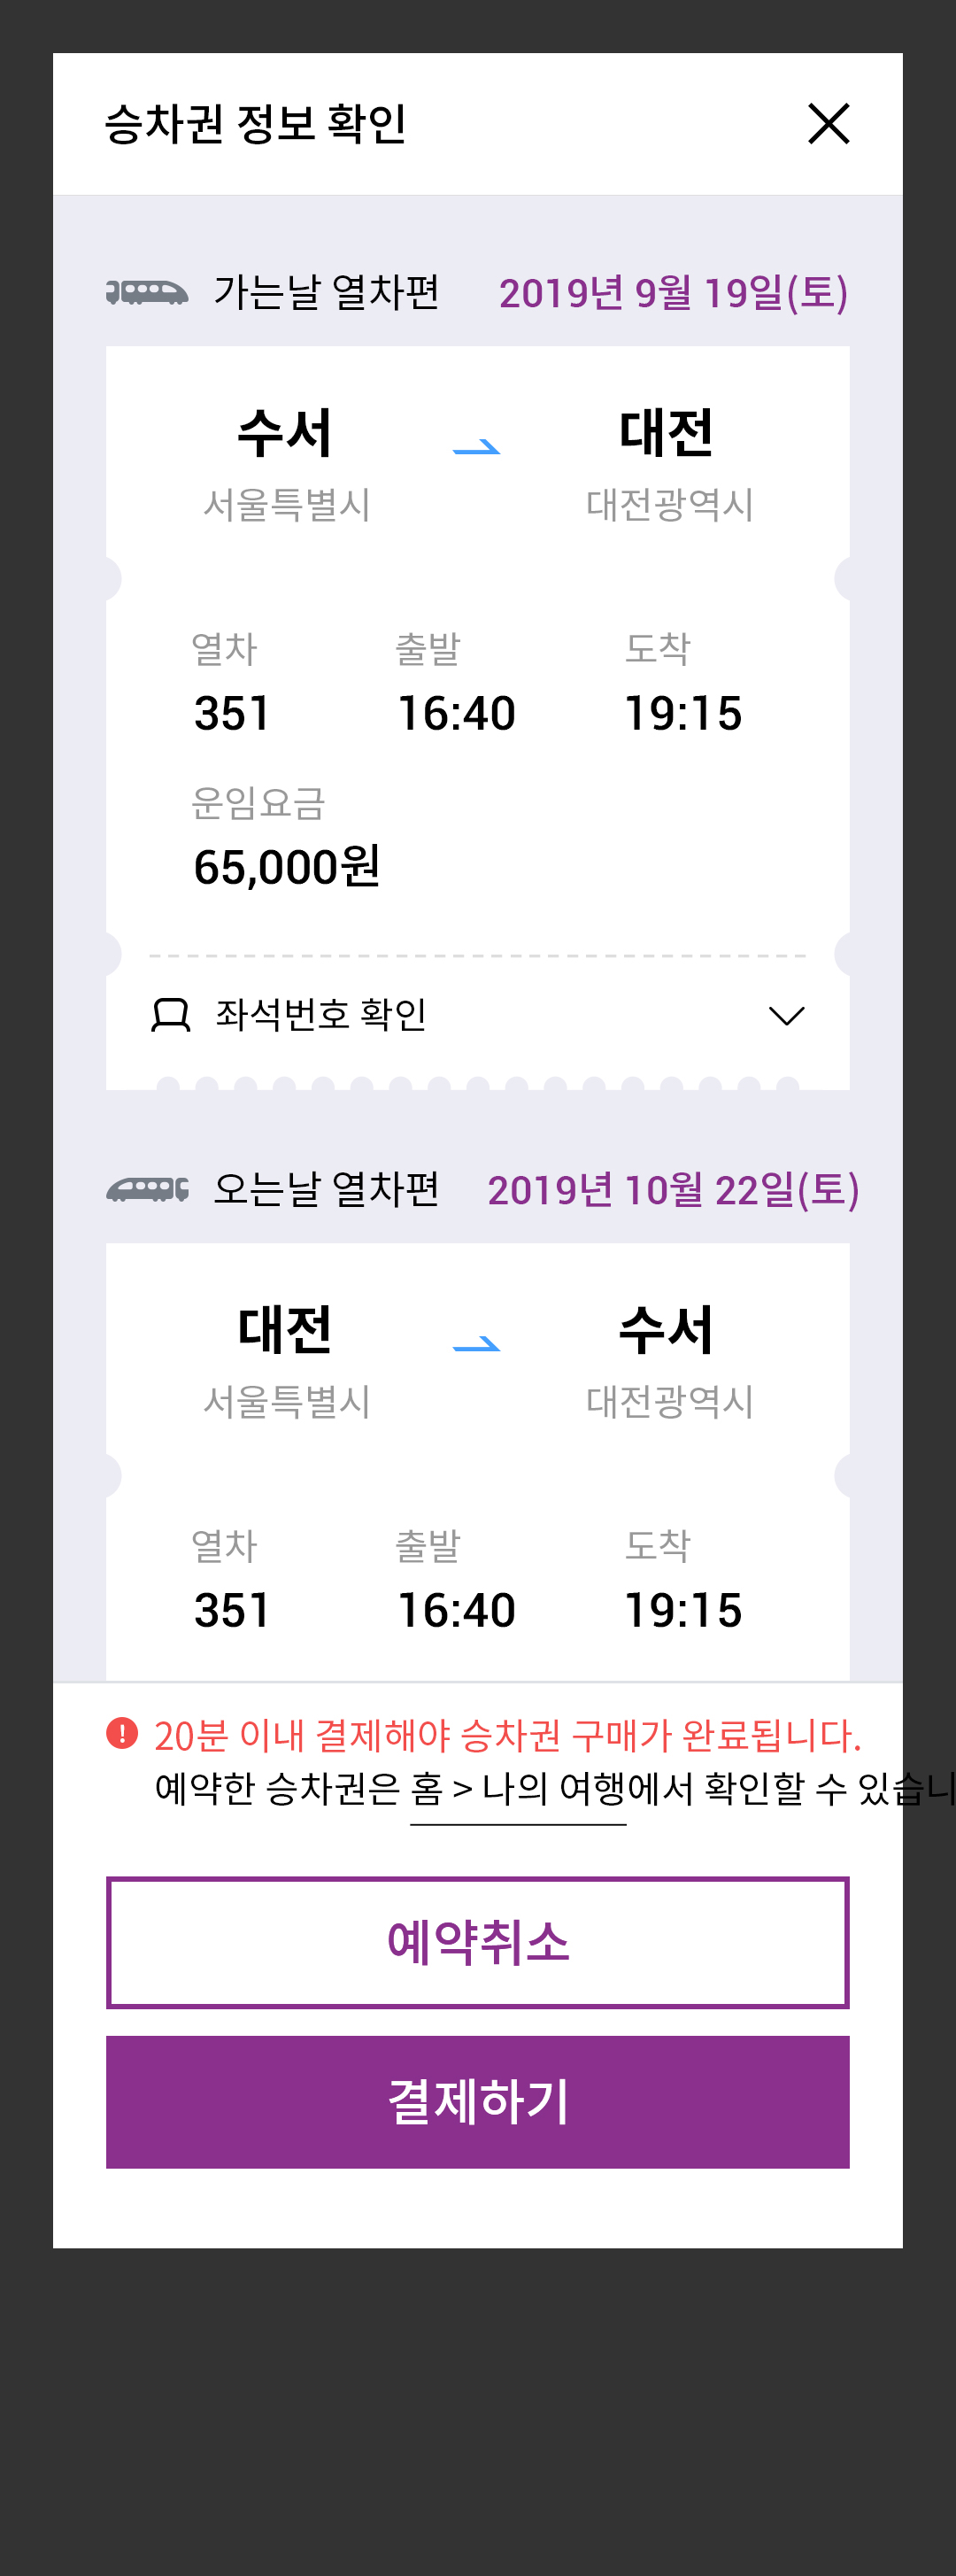 승차권 정보 확인
가는날 열차편 2019년 9월 19일(토)
수서 대전
서울특별시 대전광역시
열차 출발 도착
351 16:40 19:15
운임요금
65,000원
좌석번호 확인
오는날 열차편 2019년 10월 22일(토)
대전 수서
서울특별시 대전광역시
열차 출발 도착
351 16:40 19:15
20분 이내 결제해야 승차권 구매가 완료됩니다.
예약한 승차권은 홈 > 나의 여행에서 확인할 수 있습니
예약취소
결제하기